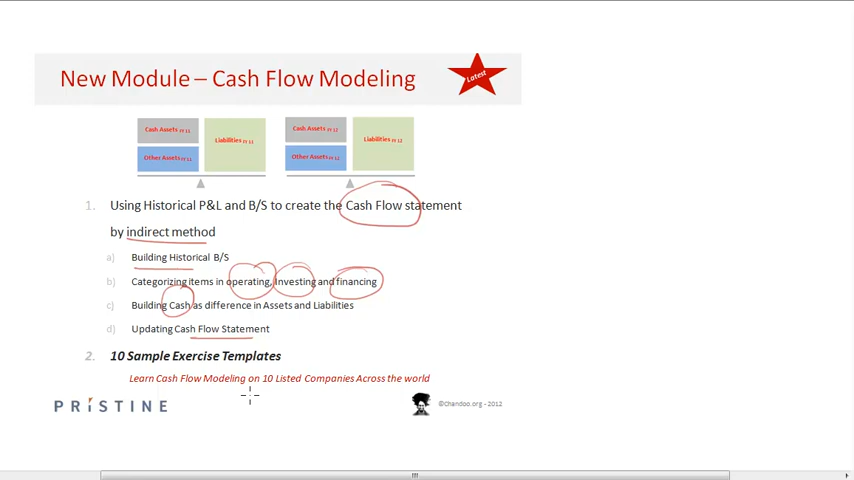 New Module – Cash Flow Modeling
Latest
Cash Assets FY 11
Liabilities FY 11
Other Assets FY 11
Cash Assets FY 12
Liabilities FY 12
Other Assets FY 12
1. Using Historical P&L and B/S to create the Cash Flow statement
by indirect method
a) Building Historical B/S
b) Categorizing items in operating, Investing and financing
c) Building Cash as difference in Assets and Liabilities
d) Updating Cash Flow Statement
2. 10 Sample Exercise Templates
Learn Cash Flow Modeling on 10 Listed Companies Across the world
PRISTINE
©Chandoo.org - 2012